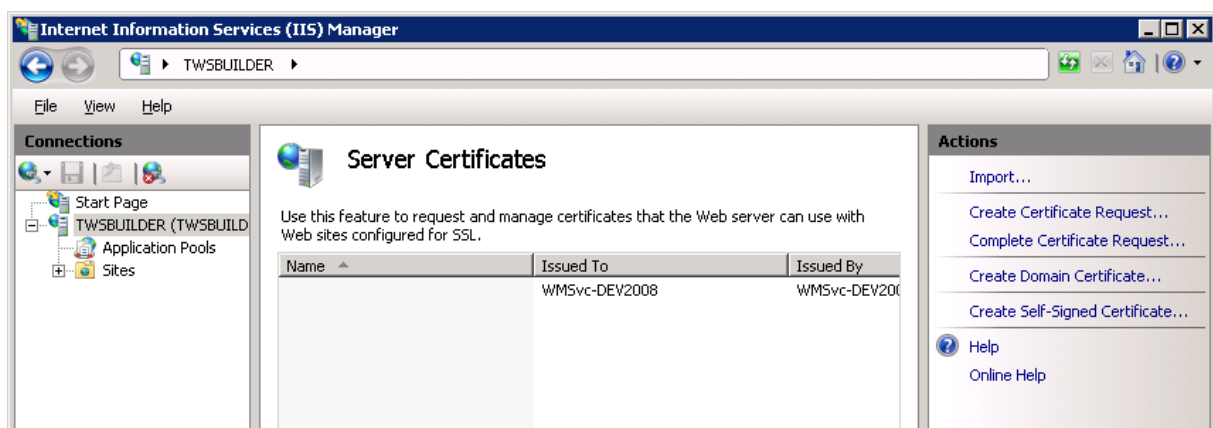 Internet Information Services (IIS) Manager
TWSBUILDER
File View Help
Connections
Start Page
TWSBUILDER (TWSBUILD
Application Pools
Sites
Server Certificates
Use this feature to request and manage certificates that the Web server can use with
Web sites configured for SSL.
Name Issued To Issued By
WMSvc-DEV2008 WMSvc-DEV200
Actions
Import...
Create Certificate Request...
Complete Certificate Request...
Create Domain Certificate...
Create Self-Signed Certificate...
Help
Online Help